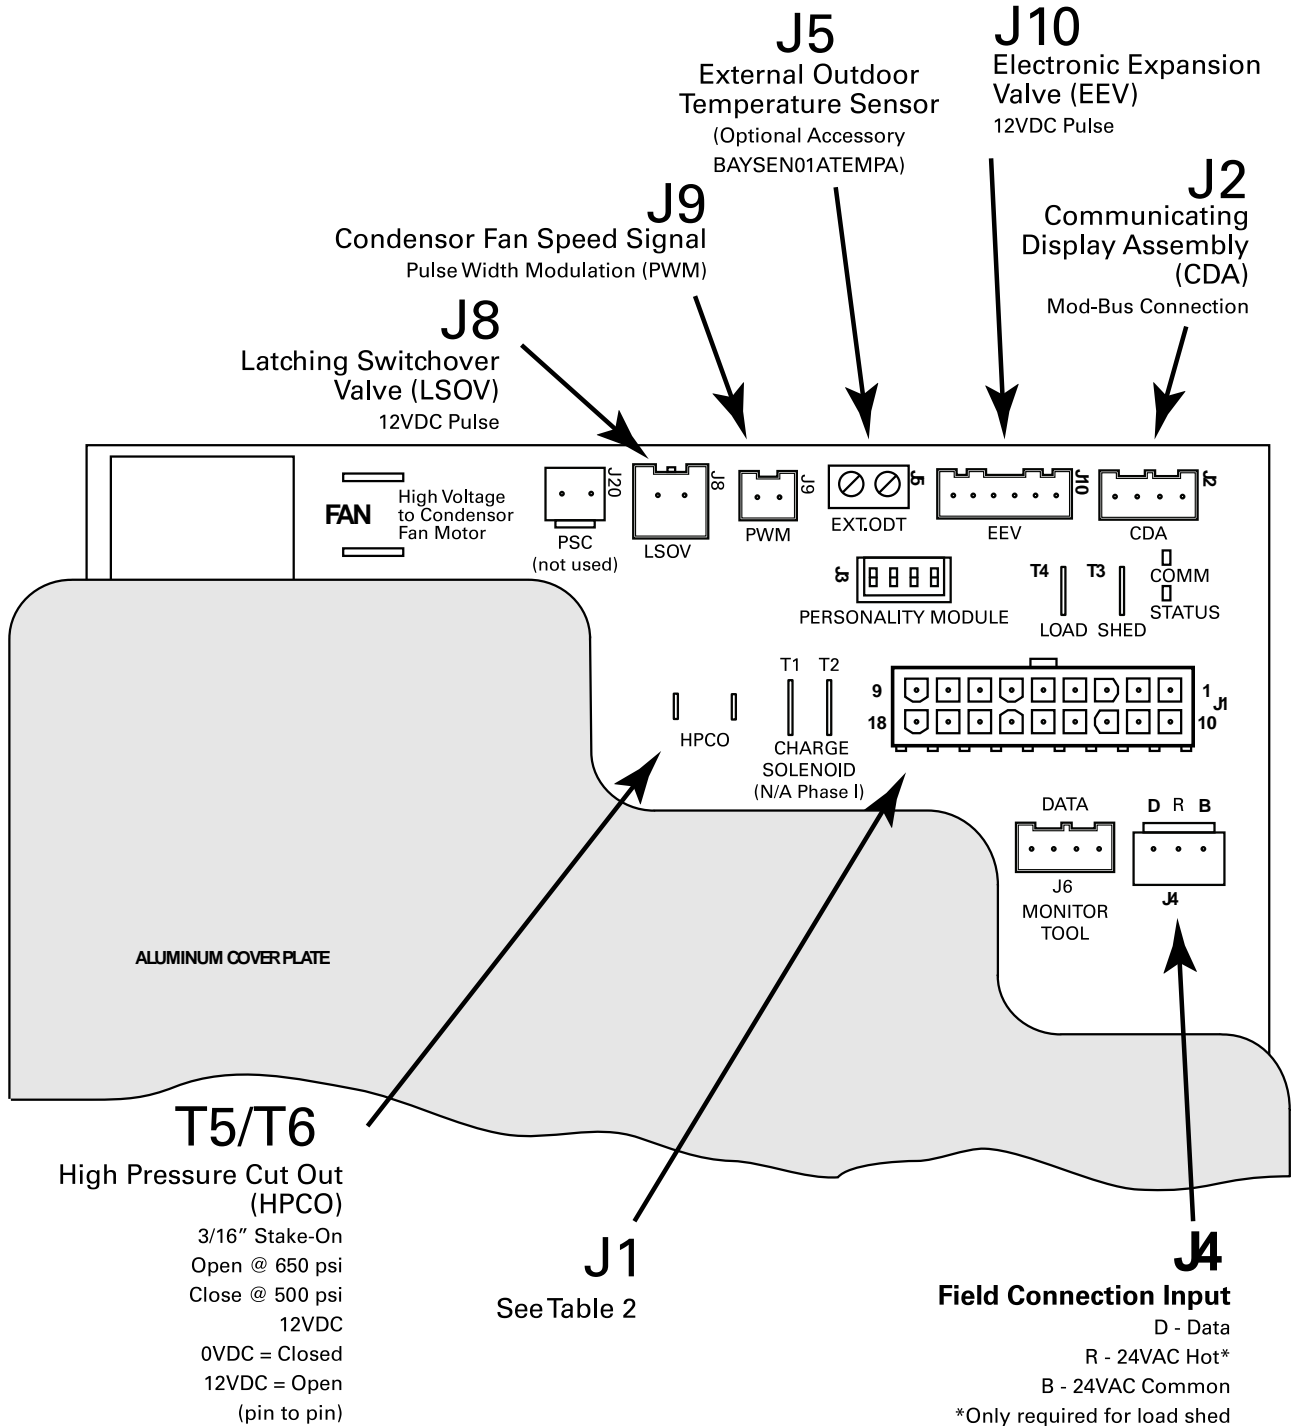 J5
External Outdoor
Temperature Sensor
(Optional Accessory
BAYSEN01ATEMPA)
J10
Electronic Expansion
Valve (EEV)
12VDC Pulse
J2
Communicating
Display Assembly
(CDA)
Mod-Bus Connection
J9
Condensor Fan Speed Signal
Pulse Width Modulation (PWM)
J8
Latching Switchover
Valve (LSOV)
12VDC Pulse
FAN
High Voltage
to Condensor
Fan Motor
J20
PSC
(not used)
J8
LSOV
J9
PWM
J5
EXT.ODT
J10
EEV
J2
CDA
J3
PERSONALITY MODULE
T4
LOAD
T3
SHED
COMM
STATUS
HPCO
T1 T2
CHARGE
SOLENOID
(N/A Phase I)
9
1
18
10
J1
DATA
J6
MONITOR
TOOL
D R B
J4
ALUMINUM COVER PLATE
T5/T6
High Pressure Cut Out
(HPCO)
3/16” Stake-On
Open @ 650 psi
Close @ 500 psi
12VDC
0VDC = Closed
12VDC = Open
(pin to pin)
J1
See Table 2
J4
Field Connection Input
D - Data
R - 24VAC Hot*
B - 24VAC Common
*Only required for load shed